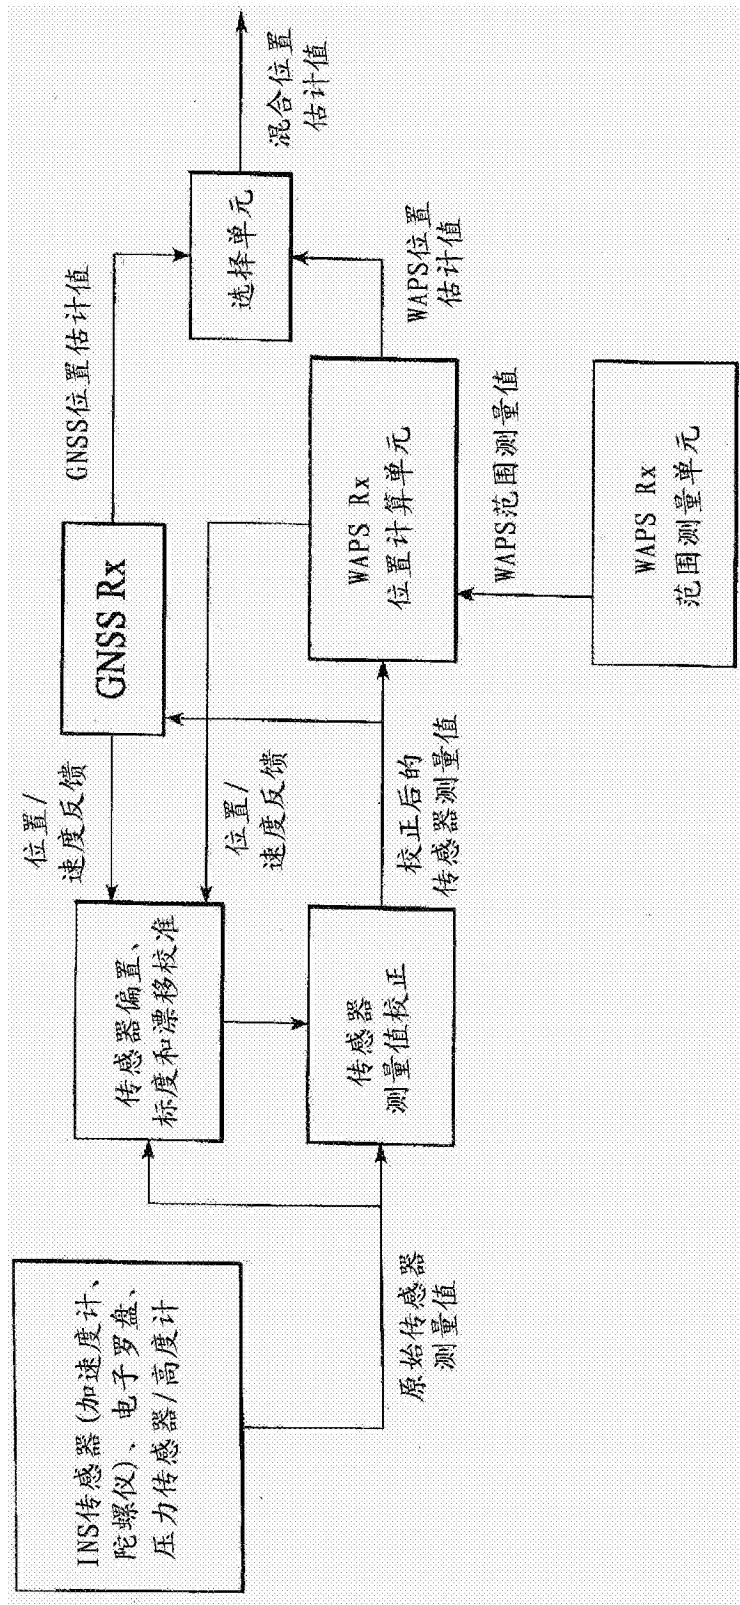 INS传感器(加速度计、
陀螺仪)、电子罗盘、
压力传感器/高度计
原始传感器
测量值
传感器偏置、
标度和漂移校准
传感器
测量值校正
位置/
速度反馈
位置/
速度反馈
校正后的
传感器测量值
GNSS Rx
WAPS Rx
位置计算单元
WAPS范围测量值
WAPS Rx
范围测量单元
GNSS位置估计值
WAPS位置
估计值
选择单元
混合位置
估计值